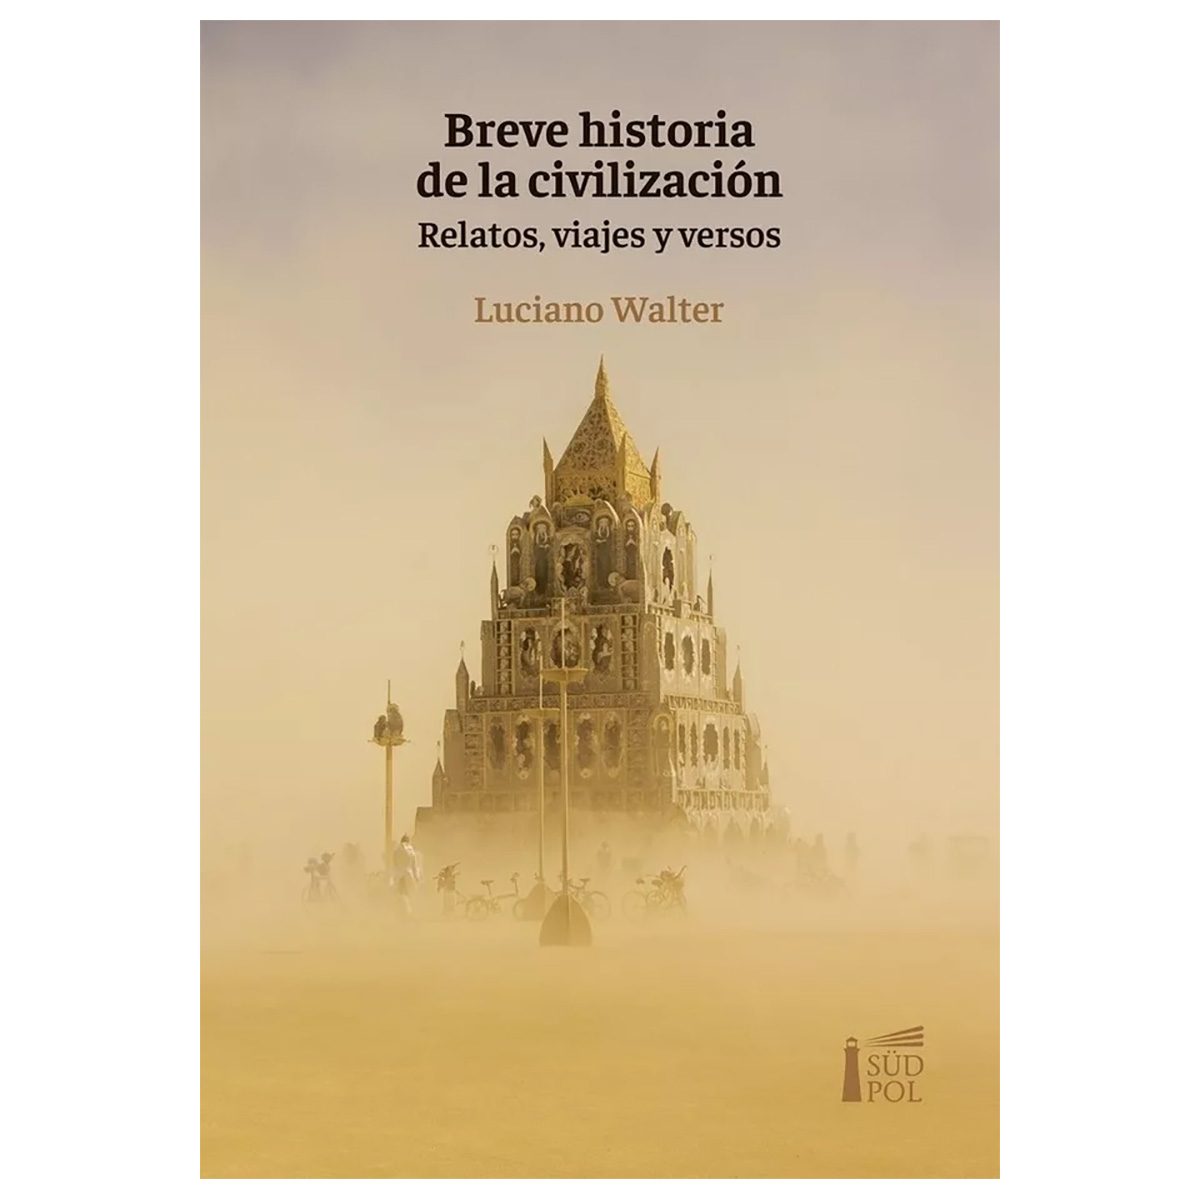 Breve historia
de la civilización
Relatos, viajes y versos
Luciano Walter
SÜD
POL